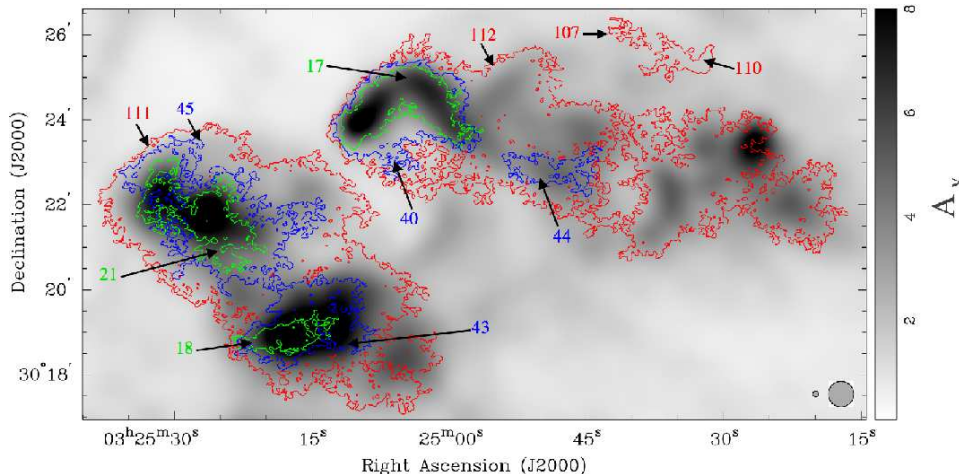 26′
24′
22′
20′
30°18′
Declination (J2000)
107
112
110
17
45
111
40
44
21
18
43
03ʰ25ᵐ30ˢ
15ˢ
25ᵐ00ˢ
45ˢ
30ˢ
15ˢ
Right Ascension (J2000)
8
6
4
2
Aᵥ